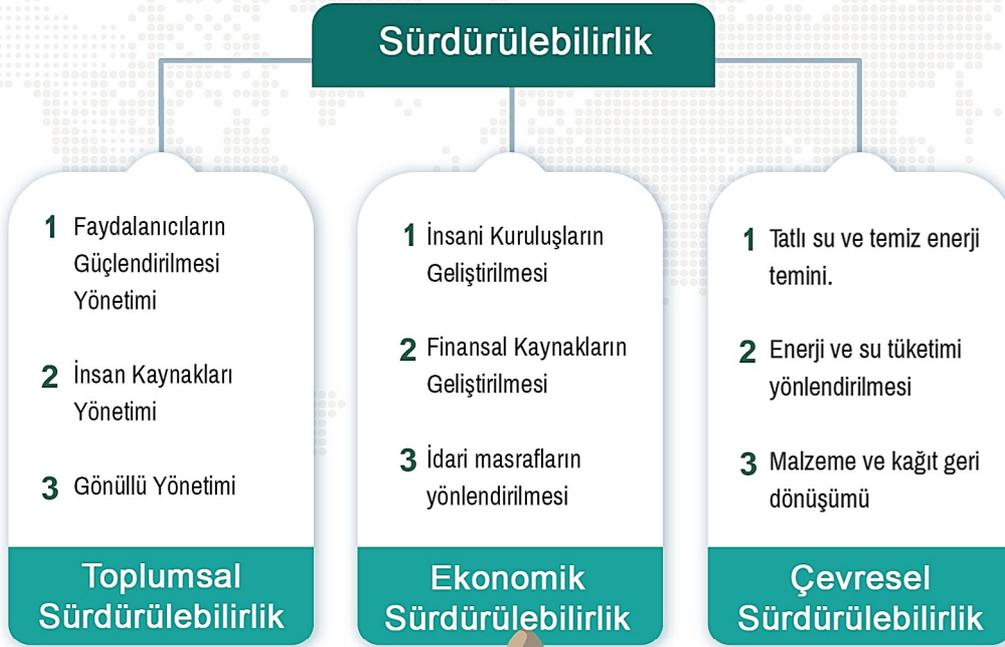 Sürdürülebilirlik
1 Faydalanıcıların
Güçlendirilmesi
Yönetimi
2 İnsan Kaynakları
Yönetimi
3 Gönüllü Yönetimi
Toplumsal
Sürdürülebilirlik
1 İnsani Kuruluşların
Geliştirilmesi
2 Finansal Kaynakların
Geliştirilmesi
3 İdari masrafların
yönlendirilmesi
Ekonomik
Sürdürülebilirlik
1 Tatlı su ve temiz enerji
temini.
2 Enerji ve su tüketimi
yönlendirilmesi
3 Malzeme ve kağıt geri
dönüşümü
Çevresel
Sürdürülebilirlik